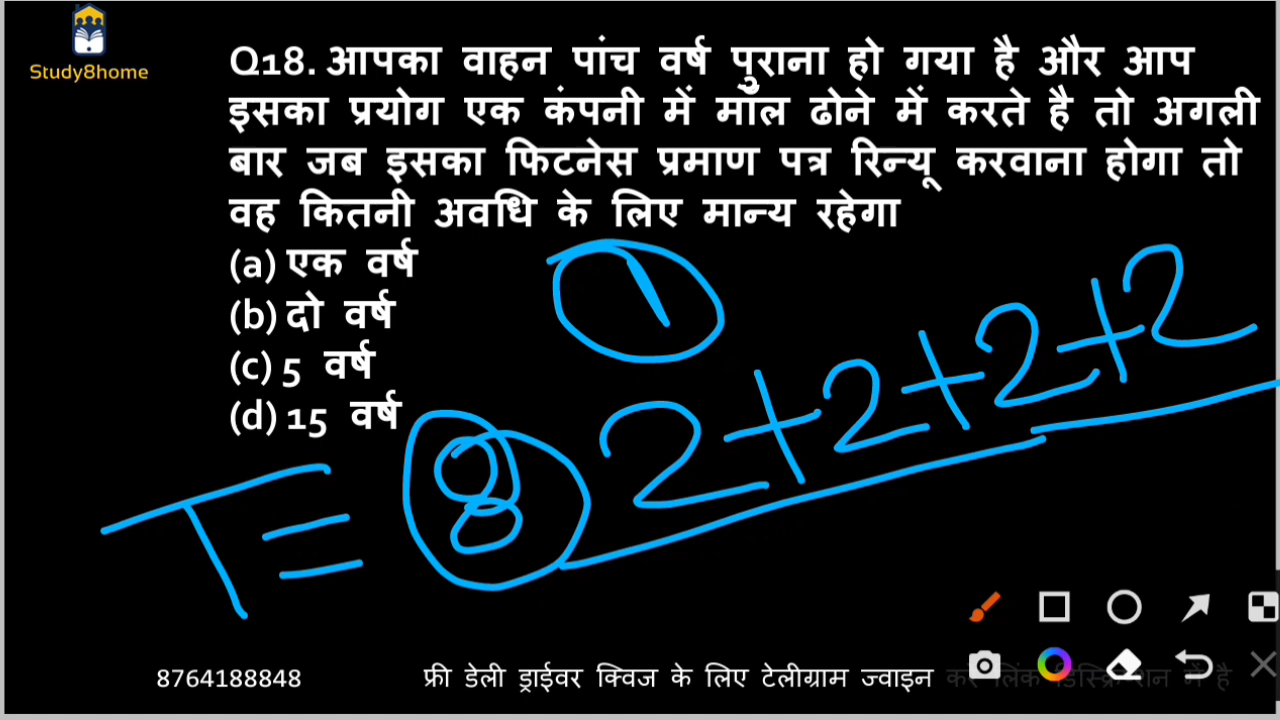 Study8home
Q18. आपका वाहन पांच वर्ष पुराना हो गया है और आप
इसका प्रयोग एक कंपनी में मॉल ढोने में करते है तो अगली
बार जब इसका फिटनेस प्रमाण पत्र रिन्यू करवाना होगा तो
वह कितनी अवधि के लिए मान्य रहेगा
(a) एक वर्ष
(b) दो वर्ष
(c) 5 वर्ष
(d) 15 वर्ष
1
T= 8 2+2+2+2
8764188848
फ्री डेली ड्राईवर क्विज के लिए टेलीग्राम ज्वाइन करे लिंक डिस्क्रिप्शन में है